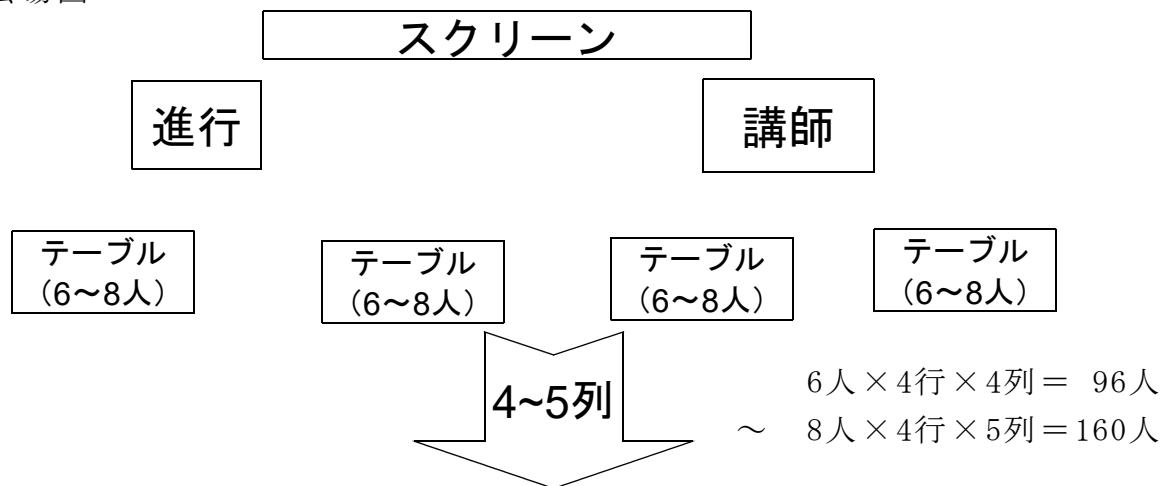 スクリーン
進行
講師
テーブル
（6～8人）
テーブル
（6～8人）
テーブル
（6～8人）
テーブル
（6～8人）
4~5列
6人×4行×4列＝ 96人
～ 8人×4行×5列＝160人